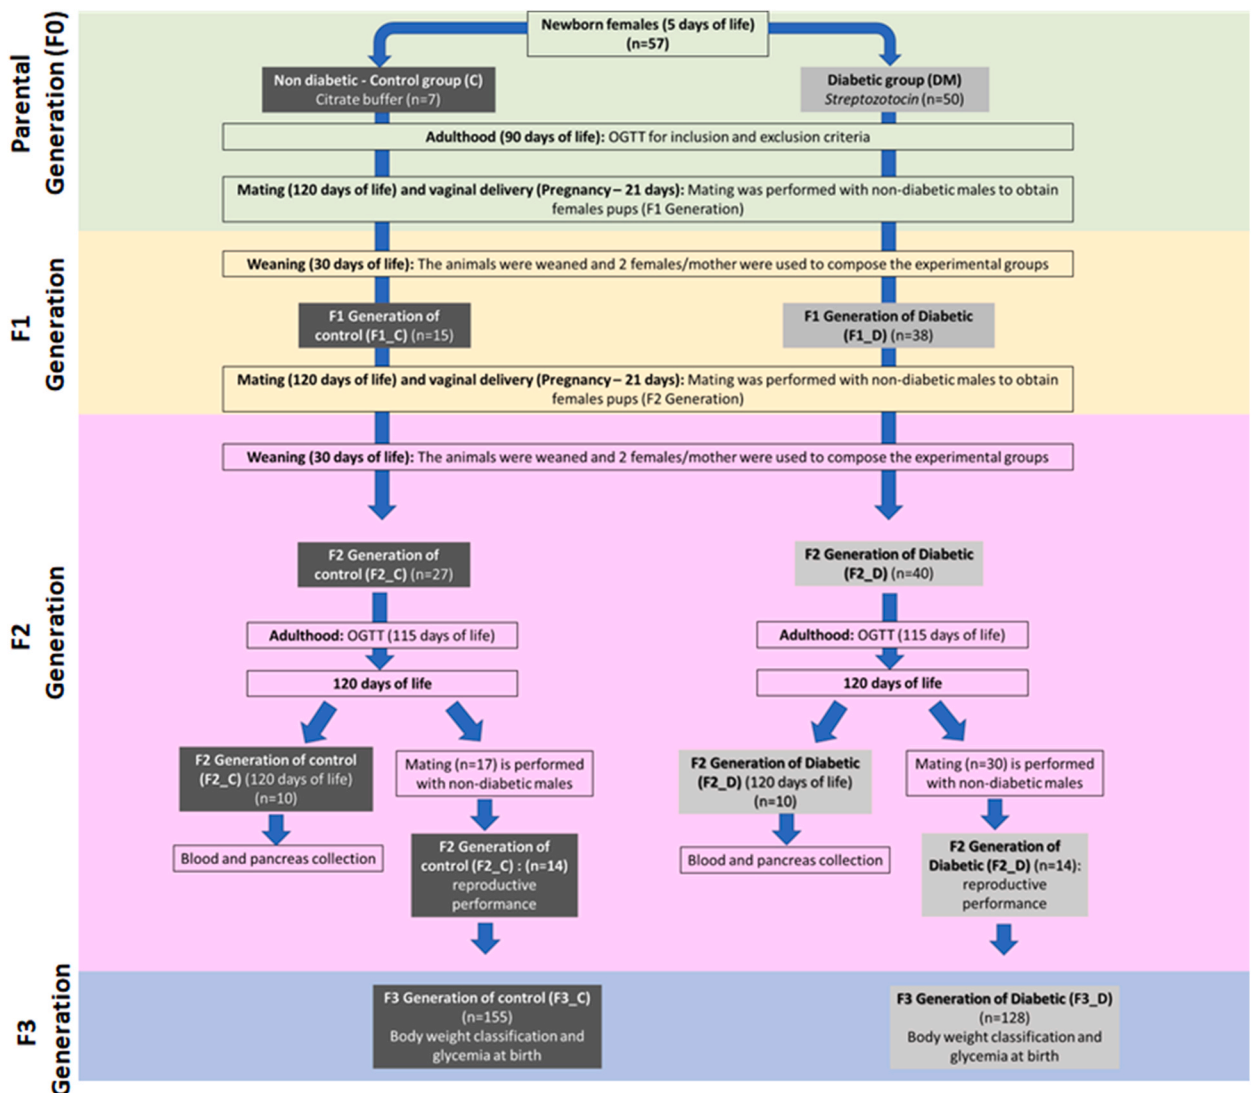 Parental
Generation (F0)
Newborn females (5 days of life)
(n=57)
Non diabetic - Control group (C)
Citrate buffer (n=7)
Diabetic group (DM)
Streptozotocin (n=50)
Adulthood (90 days of life): OGTT for inclusion and exclusion criteria
Mating (120 days of life) and vaginal delivery (Pregnancy – 21 days): Mating was performed with non-diabetic males to obtain
females pups (F1 Generation)
F1
Generation
Weaning (30 days of life): The animals were weaned and 2 females/mother were used to compose the experimental groups
F1 Generation of
control (F1_C) (n=15)
F1 Generation of Diabetic
(F1_D) (n=38)
Mating (120 days of life) and vaginal delivery (Pregnancy – 21 days): Mating was performed with non-diabetic males to obtain
females pups (F2 Generation)
F2
Generation
Weaning (30 days of life): The animals were weaned and 2 females/mother were used to compose the experimental groups
F2 Generation of
control (F2_C) (n=27)
F2 Generation of Diabetic
(F2_D) (n=40)
Adulthood: OGTT (115 days of life)
Adulthood: OGTT (115 days of life)
120 days of life
120 days of life
F2 Generation of control
(F2_C) (120 days of life)
(n=10)
Mating (n=17) is performed
with non-diabetic males
F2 Generation of Diabetic
(F2_D) (120 days of life)
(n=10)
Mating (n=30) is performed
with non-diabetic males
Blood and pancreas collection
F2 Generation of
control (F2_C) : (n=14)
reproductive
performance
Blood and pancreas collection
F2 Generation of
Diabetic (F2_D) (n=14):
reproductive
performance
F3
Generation
F3 Generation of control (F3_C)
(n=155)
Body weight classification and
glycemia at birth
F3 Generation of Diabetic (F3_D)
(n=128)
Body weight classification and
glycemia at birth